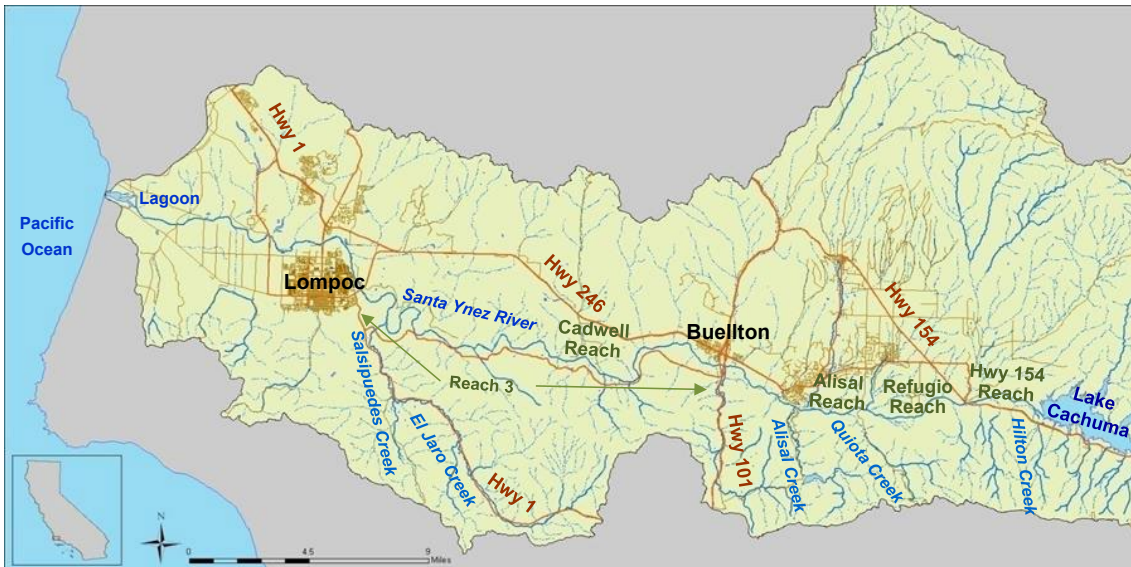 Hwy 1
Lagoon
Pacific
Ocean
Lompoc
Santa Ynez River
Hwy 246
Cadwell
Reach
Buellton
Hwy 154
Alisal
Reach
Refugio
Reach
Hwy 154
Reach
Lake
Cachuma
Reach 3
Salsipuedes Creek
El Jaro Creek
Hwy 1
Hwy 101
Alisal Creek
Quiota Creek
Hilton Creek
N
0 4.5 9
Miles